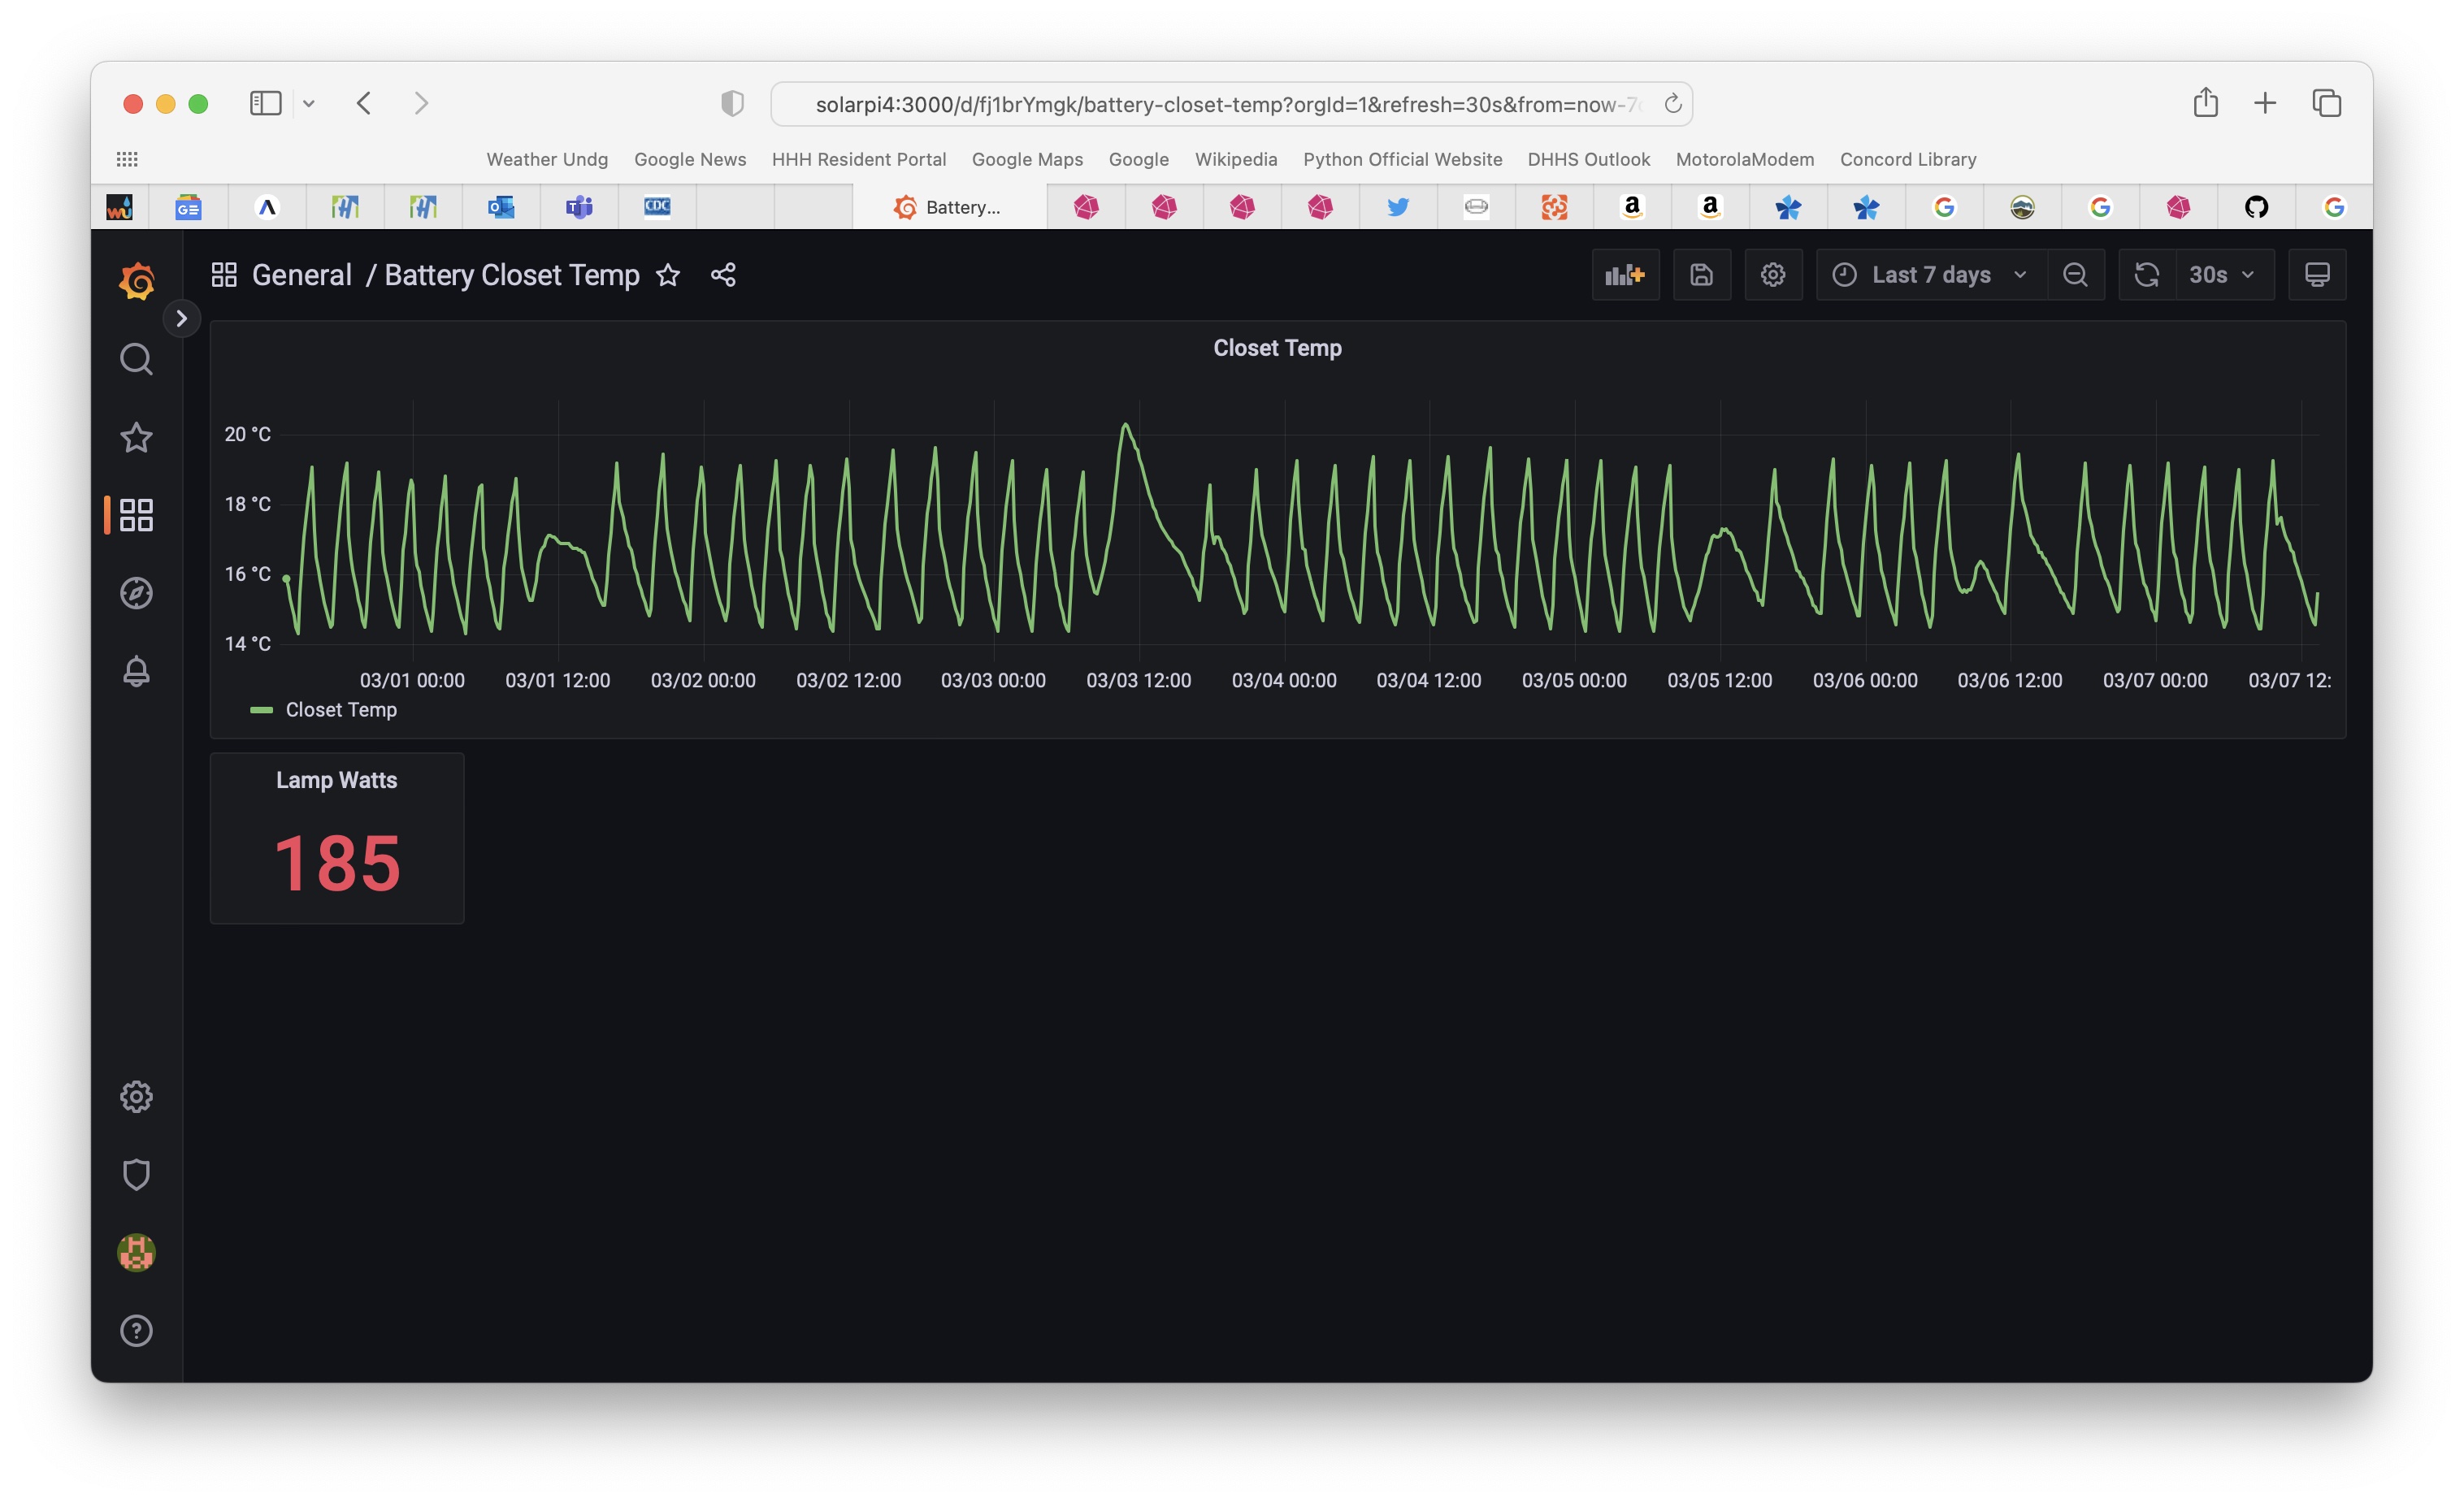 solarpi4:3000/d/fj1brYmgk/battery-closet-temp?orgId=1&refresh=30s&from=now-7
Weather Undg Google News HHH Resident Portal Google Maps Google Wikipedia Python Official Website DHHS Outlook MotorolaModem Concord Library
wu GE T CDC Battery... a a
General / Battery Closet Temp Last 7 days 30s
Closet Temp
20 °C
18 °C
16 °C
14 °C
03/01 00:00 03/01 12:00 03/02 00:00 03/02 12:00 03/03 00:00 03/03 12:00 03/04 00:00 03/04 12:00 03/05 00:00 03/05 12:00 03/06 00:00 03/06 12:00 03/07 00:00 03/07 12:
Closet Temp
Lamp Watts
185